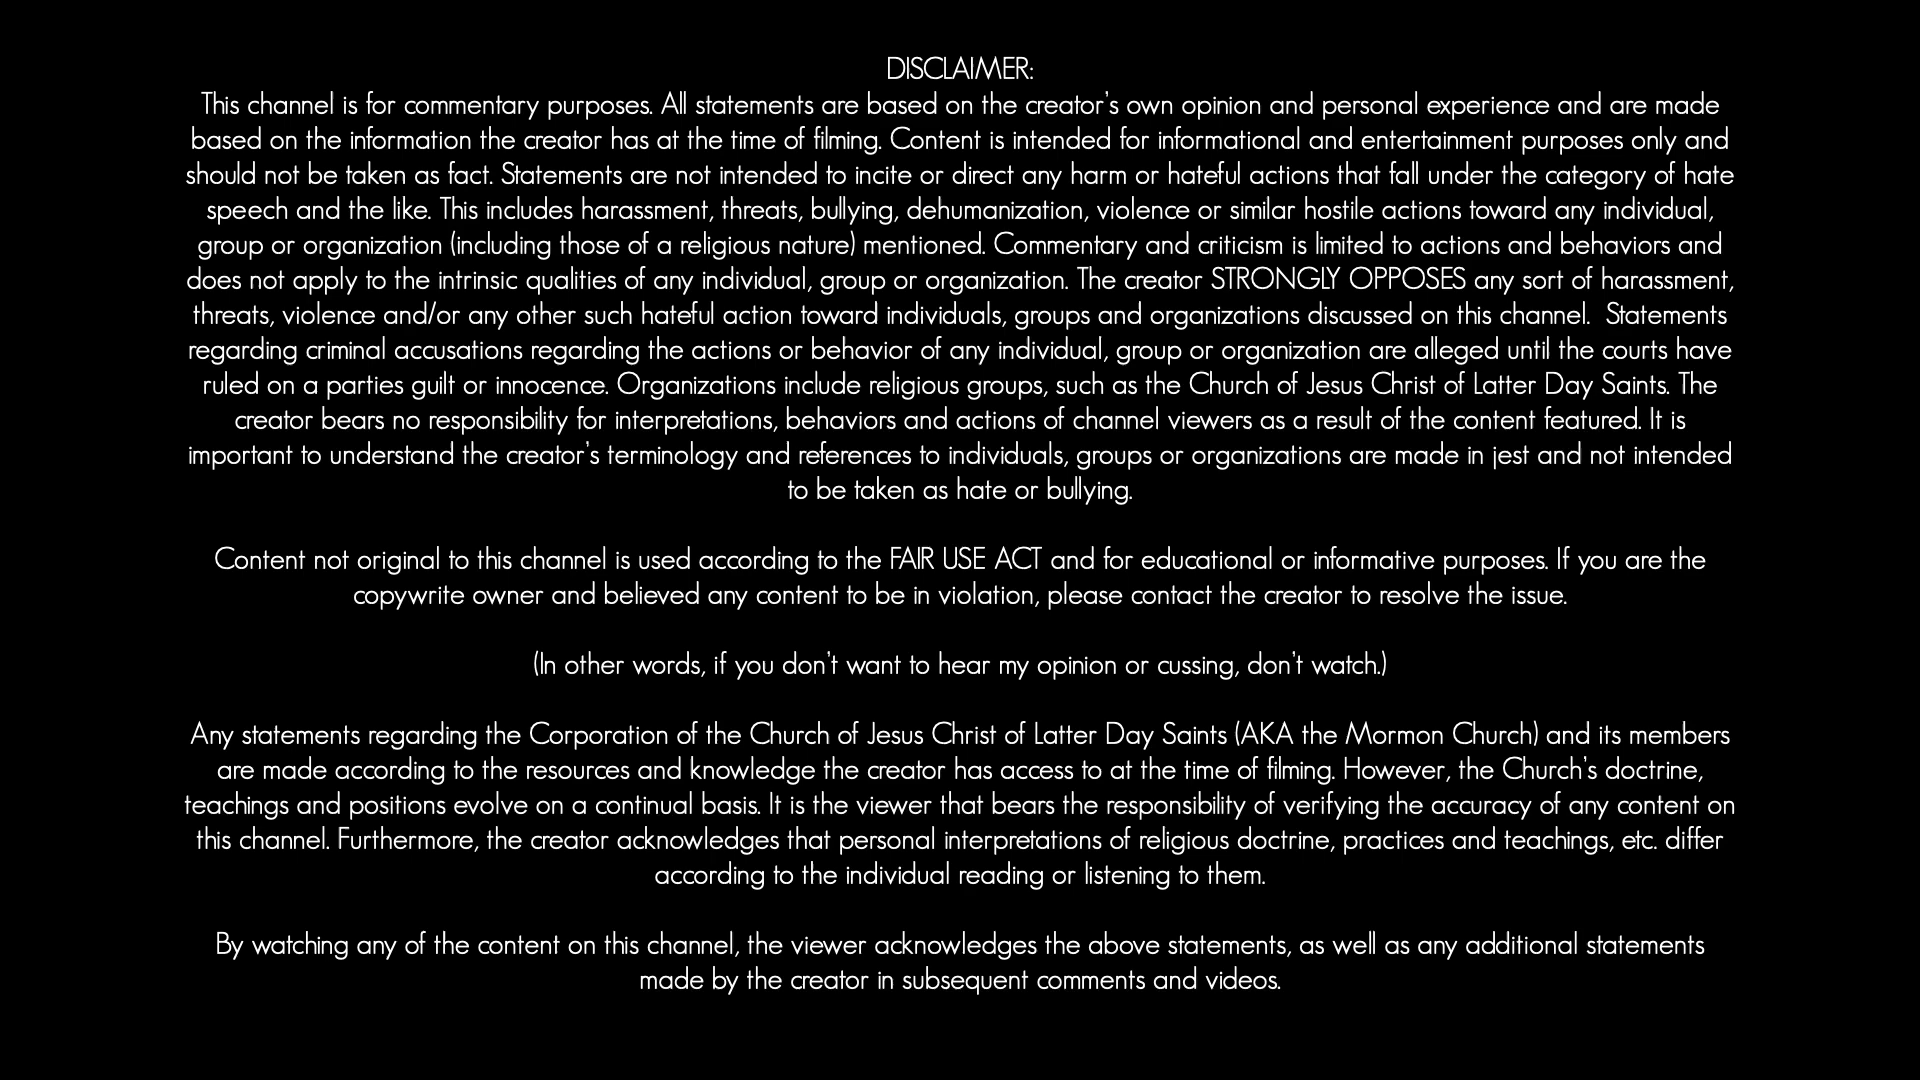 DISCLAIMER:
This channel is for commentary purposes. All statements are based on the creator's own opinion and personal experience and are made
based on the information the creator has at the time of filming. Content is intended for informational and entertainment purposes only and
should not be taken as fact. Statements are not intended to incite or direct any harm or hateful actions that fall under the category of hate
speech and the like. This includes harassment, threats, bullying, dehumanization, violence or similar hostile actions toward any individual,
group or organization (including those of a religious nature) mentioned. Commentary and criticism is limited to actions and behaviors and
does not apply to the intrinsic qualities of any individual, group or organization. The creator STRONGLY OPPOSES any sort of harassment,
threats, violence and/or any other such hateful action toward individuals, groups and organizations discussed on this channel.  Statements
regarding criminal accusations regarding the actions or behavior of any individual, group or organization are alleged until the courts have
ruled on a parties guilt or innocence. Organizations include religious groups, such as the Church of Jesus Christ of Latter Day Saints. The
creator bears no responsibility for interpretations, behaviors and actions of channel viewers as a result of the content featured. It is
important to understand the creator's terminology and references to individuals, groups or organizations are made in jest and not intended
to be taken as hate or bullying.
Content not original to this channel is used according to the FAIR USE ACT and for educational or informative purposes. If you are the
copywrite owner and believed any content to be in violation, please contact the creator to resolve the issue.
(In other words, if you don't want to hear my opinion or cussing, don't watch.)
Any statements regarding the Corporation of the Church of Jesus Christ of Latter Day Saints (AKA the Mormon Church) and its members
are made according to the resources and knowledge the creator has access to at the time of filming. However, the Church's doctrine,
teachings and positions evolve on a continual basis. It is the viewer that bears the responsibility of verifying the accuracy of any content on
this channel. Furthermore, the creator acknowledges that personal interpretations of religious doctrine, practices and teachings, etc. differ
according to the individual reading or listening to them.
By watching any of the content on this channel, the viewer acknowledges the above statements, as well as any additional statements
made by the creator in subsequent comments and videos.